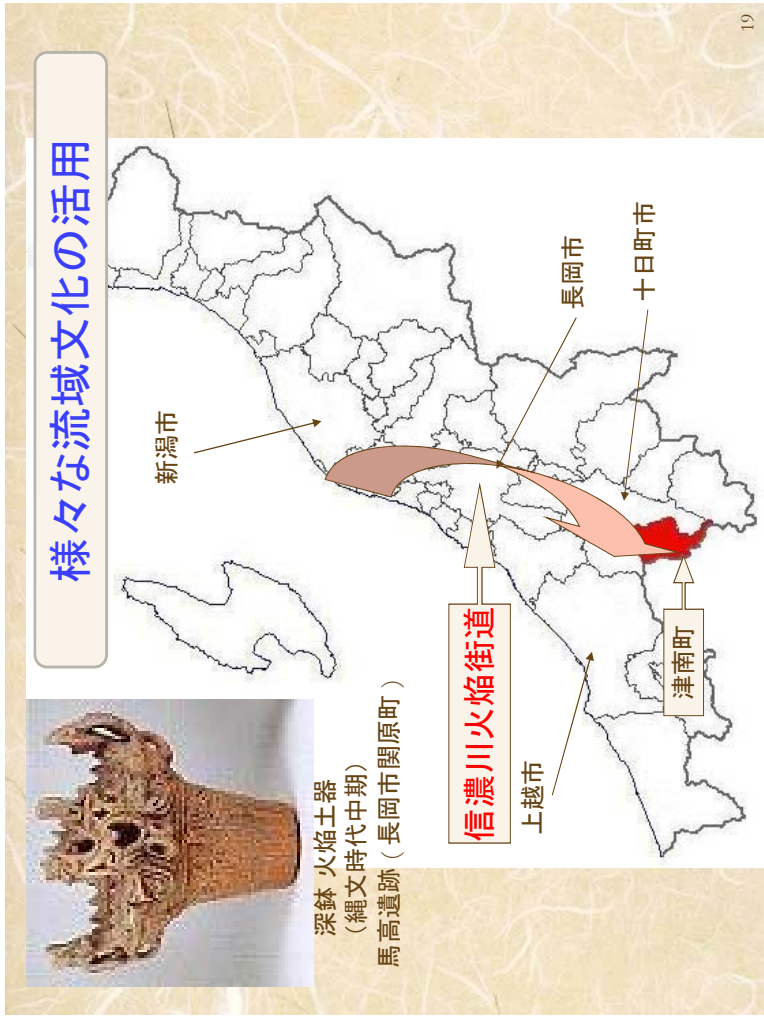 様々な流域文化の活用
深鉢 火焔土器
（縄文時代中期）
馬高遺跡（長岡市関原町）
新潟市
信濃川火焔街道
長岡市
上越市
十日町市
津南町
19